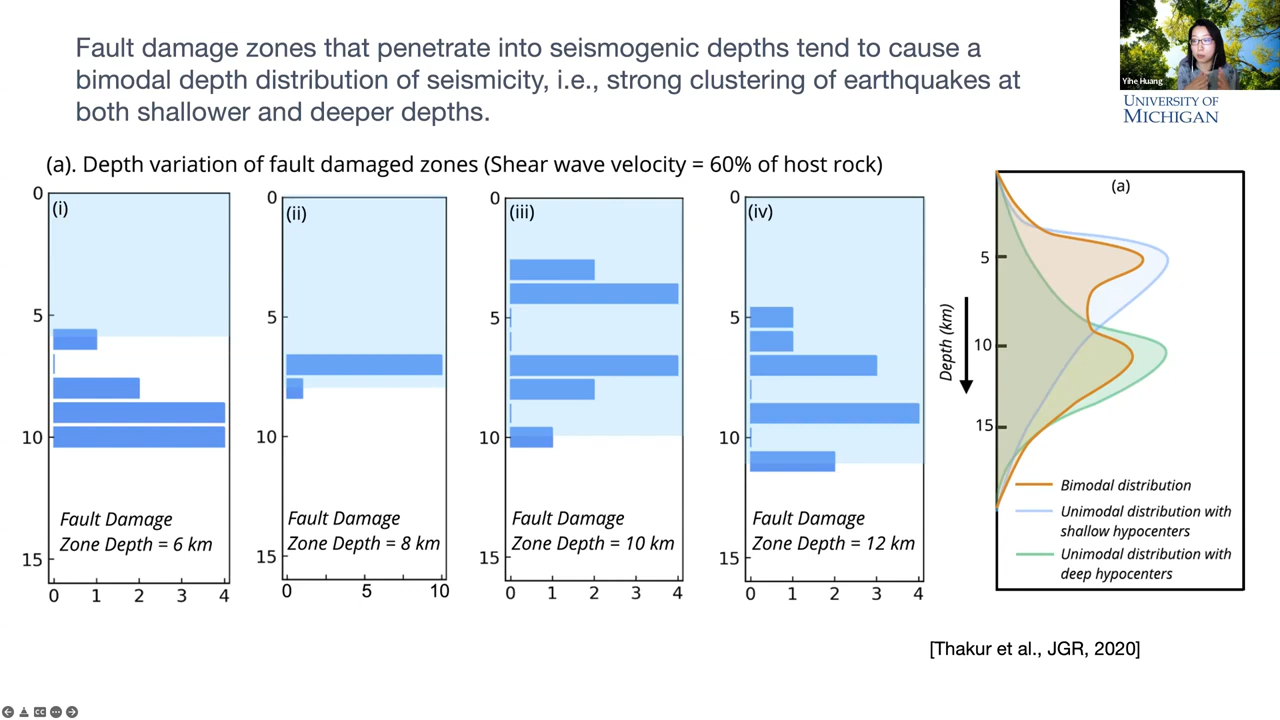 Fault damage zones that penetrate into seismogenic depths tend to cause a
bimodal depth distribution of seismicity, i.e., strong clustering of earthquakes at
both shallower and deeper depths.
Yihe Huang
UNIVERSITY OF
MICHIGAN
(a). Depth variation of fault damaged zones (Shear wave velocity = 60% of host rock)
0
5
10
15
(i)
Fault Damage
Zone Depth = 6 km
0 1 2 3 4
0
5
10
15
(ii)
Fault Damage
Zone Depth = 8 km
0 5 10
0
5
10
15
(iii)
Fault Damage
Zone Depth = 10 km
0 1 2 3 4
0
5
10
15
(iv)
Fault Damage
Zone Depth = 12 km
0 1 2 3 4
(a)
Depth (km)
5
10
15
Bimodal distribution
Unimodal distribution with
shallow hypocenters
Unimodal distribution with
deep hypocenters
[Thakur et al., JGR, 2020]
CC